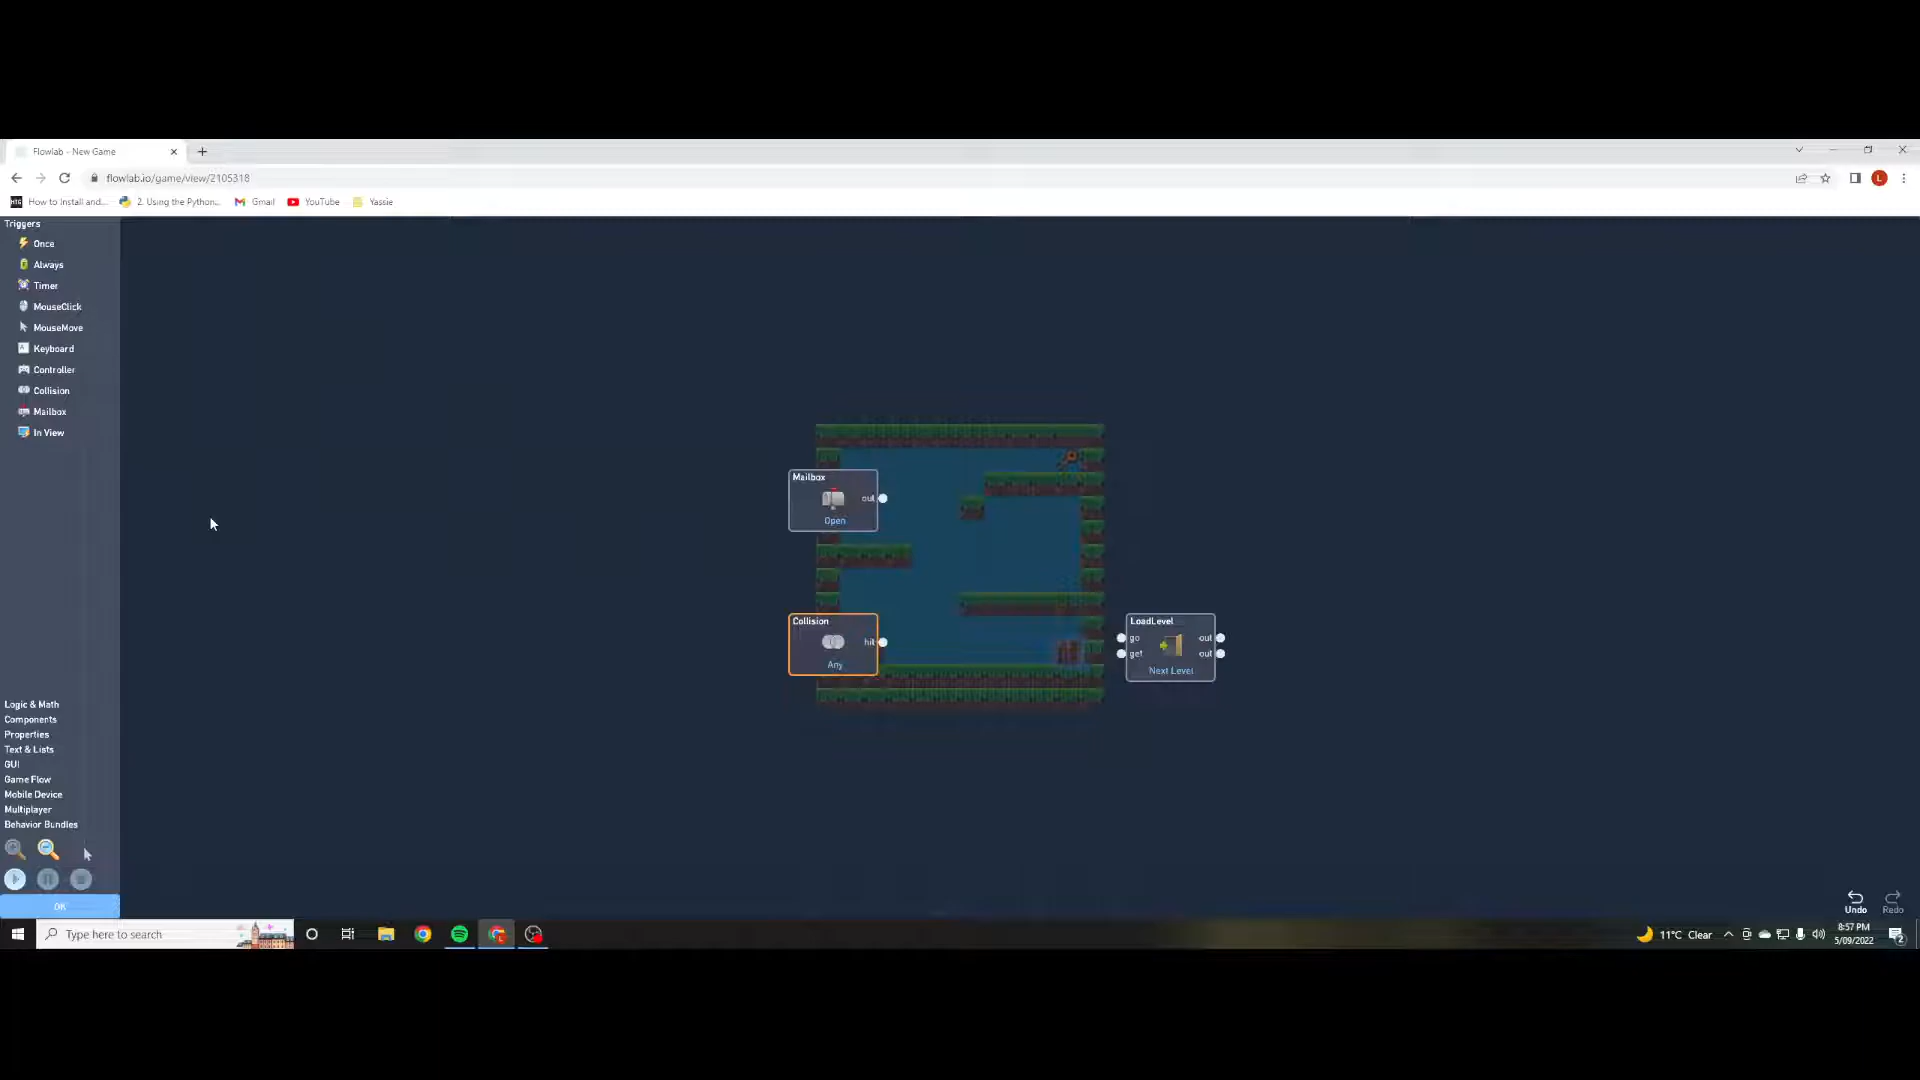 Flowlab - New Game
flowlab.io/game/view/2105318
How to Install and...
2. Using the Python...
Gmail
YouTube
Yassie
Triggers
Once
Always
Timer
MouseClick
MouseMove
Keyboard
Controller
Collision
Mailbox
In View
Mailbox
out
Open
Collision
hit
Any
LoadLevel
go
out
get
out
Next Level
Logic & Math
Components
Properties
Text & Lists
GUI
Game Flow
Mobile Device
Multiplayer
Behavior Bundles
OK
Undo
Redo
Type here to search
11°C Clear
8:57 PM
5/09/2022
2
L